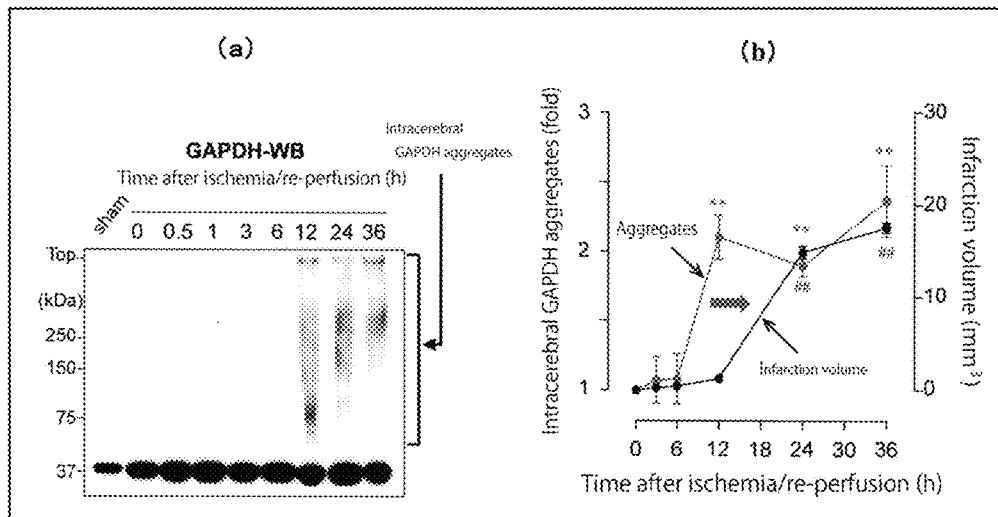 (a)
Intracerebral
GAPDH aggregates
GAPDH-WB
Time after ischemia/re-perfusion (h)
sham 0 0.5 1 3 6 12 24 36
Top
(kDa)
250
150
75
37
(b)
Intracerebral GAPDH aggregates (fold)
3
2
1
30
20
10
0
Infarction volume (mm³)
**
**
**
Aggregates
##
##
Infarction volume
0 6 12 18 24 30 36
Time after ischemia/re-perfusion (h)